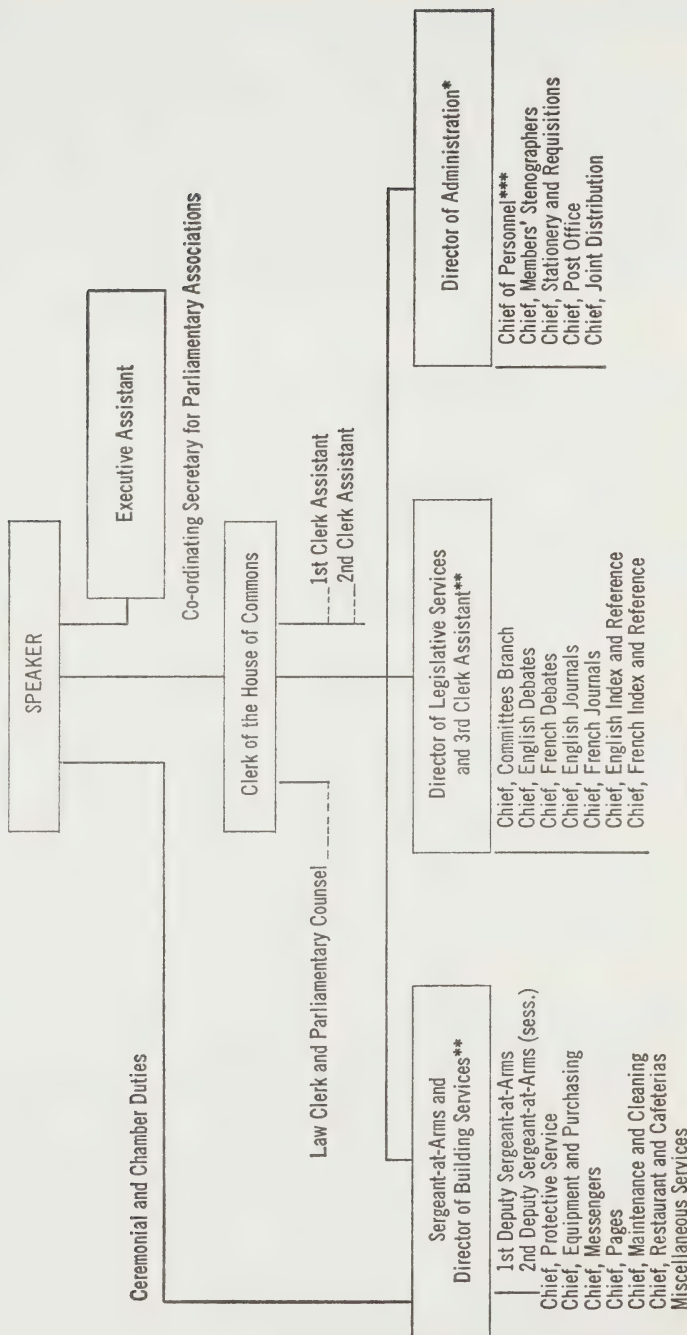 SPEAKER
Executive Assistant
Co-ordinating Secretary for Parliamentary Associations
Ceremonial and Chamber Duties
Clerk of the House of Commons
Law Clerk and Parliamentary Counsel
1st Clerk Assistant
2nd Clerk Assistant
Sergeant-at-Arms and
Director of Building Services**
1st Deputy Sergeant-at-Arms
2nd Deputy Sergeant-at-Arms (sess.)
Chief, Protective Service
Chief, Equipment and Purchasing
Chief, Messengers
Chief, Pages
Chief, Maintenance and Cleaning
Chief, Restaurant and Cafeterias
Miscellaneous Services
Director of Legislative Services
and 3rd Clerk Assistant**
Chief, Committees Branch
Chief, English Debates
Chief, French Debates
Chief, English Journals
Chief, French Journals
Chief, English Index and Reference
Chief, French Index and Reference
Director of Administration*
Chief of Personnel***
Chief, Members' Stenographers
Chief, Stationery and Requisitions
Chief, Post Office
Chief, Joint Distribution